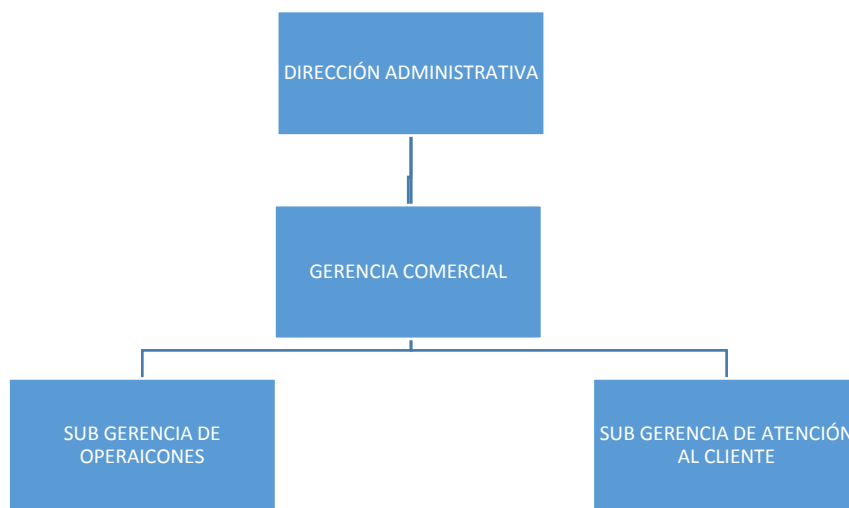 DIRECCIÓN ADMINISTRATIVA
GERENCIA COMERCIAL
SUB GERENCIA DE
OPERAICONES
SUB GERENCIA DE ATENCIÓN
AL CLIENTE